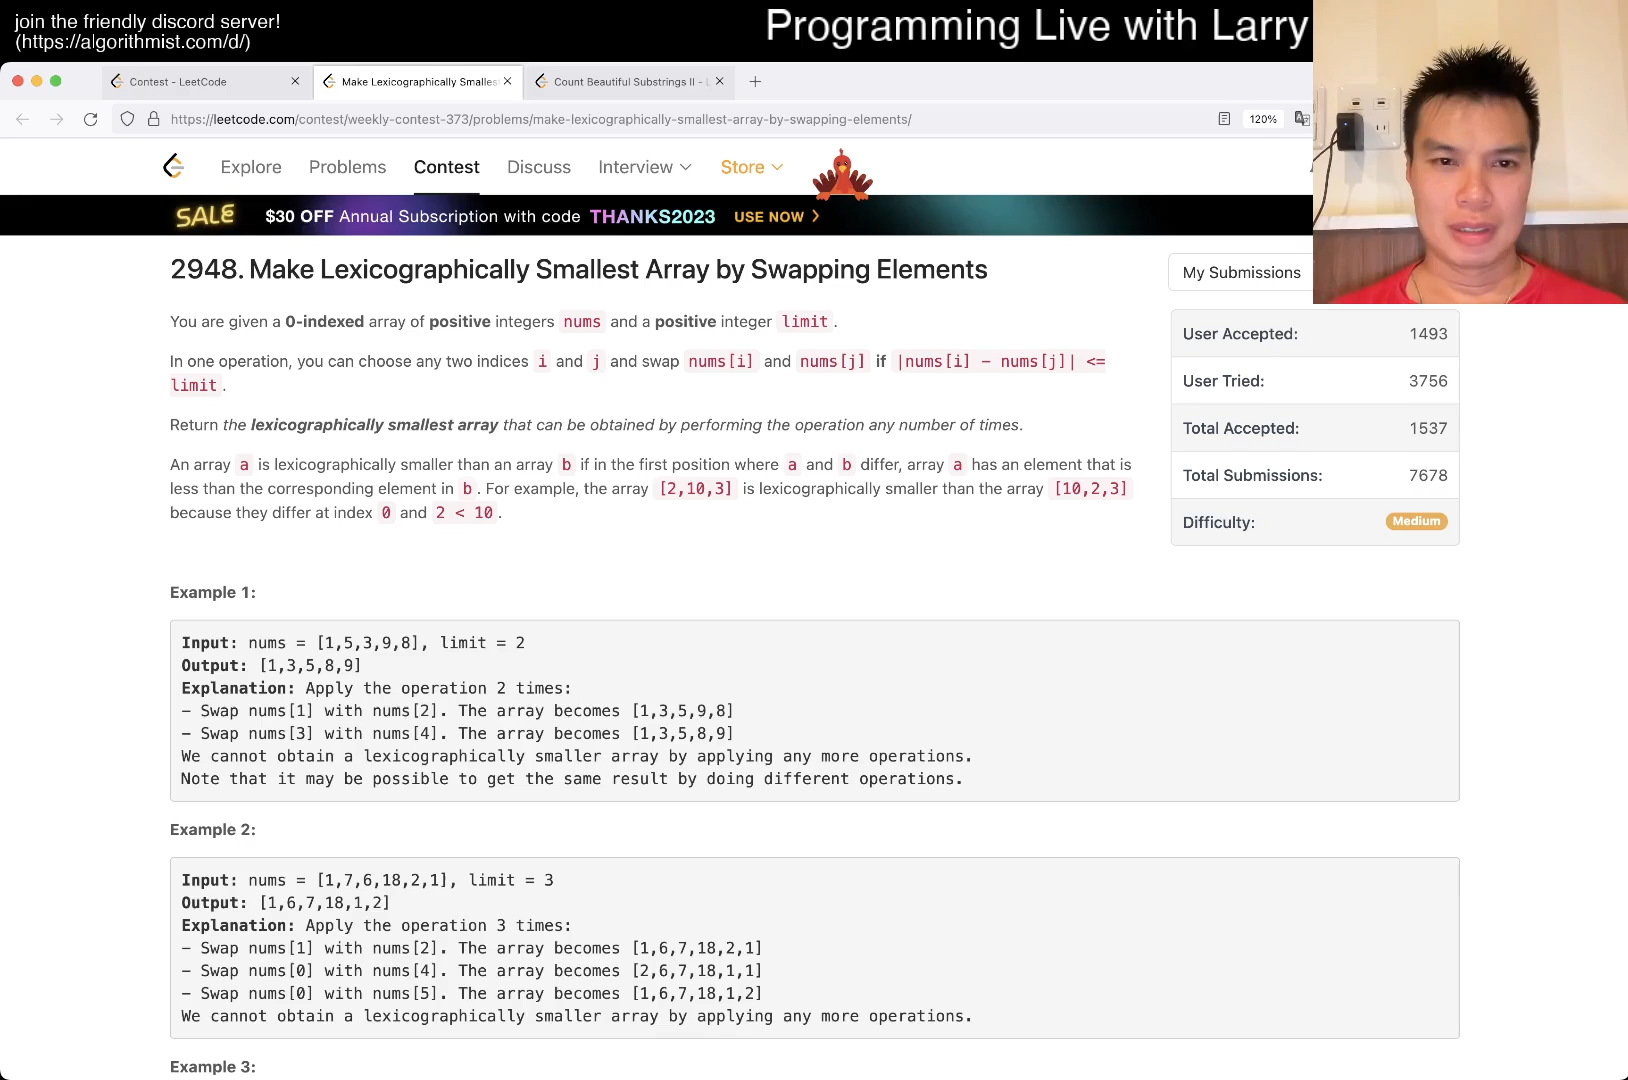 join the friendly discord server!
(https://algorithmist.com/d/)
Programming Live with Larry
Contest - LeetCode
Make Lexicographically Smalles
Count Beautiful Substrings II - L
https://leetcode.com/contest/weekly-contest-373/problems/make-lexicographically-smallest-array-by-swapping-elements/
120%
Explore Problems Contest Discuss Interview Store
SALE $30 OFF Annual Subscription with code THANKS2023 USE NOW
2948. Make Lexicographically Smallest Array by Swapping Elements
My Submissions
You are given a 0-indexed array of positive integers nums and a positive integer limit.
In one operation, you can choose any two indices i and j and swap nums[i] and nums[j] if |nums[i] - nums[j]| <=
limit.
Return the lexicographically smallest array that can be obtained by performing the operation any number of times.
An array a is lexicographically smaller than an array b if in the first position where a and b differ, array a has an element that is
less than the corresponding element in b. For example, the array [2,10,3] is lexicographically smaller than the array [10,2,3]
because they differ at index 0 and 2 < 10.
User Accepted: 1493
User Tried: 3756
Total Accepted: 1537
Total Submissions: 7678
Difficulty: Medium
Example 1:
Input: nums = [1,5,3,9,8], limit = 2
Output: [1,3,5,8,9]
Explanation: Apply the operation 2 times:
- Swap nums[1] with nums[2]. The array becomes [1,3,5,9,8]
- Swap nums[3] with nums[4]. The array becomes [1,3,5,8,9]
We cannot obtain a lexicographically smaller array by applying any more operations.
Note that it may be possible to get the same result by doing different operations.
Example 2:
Input: nums = [1,7,6,18,2,1], limit = 3
Output: [1,6,7,18,1,2]
Explanation: Apply the operation 3 times:
- Swap nums[1] with nums[2]. The array becomes [1,6,7,18,2,1]
- Swap nums[0] with nums[4]. The array becomes [2,6,7,18,1,1]
- Swap nums[0] with nums[5]. The array becomes [1,6,7,18,1,2]
We cannot obtain a lexicographically smaller array by applying any more operations.
Example 3: